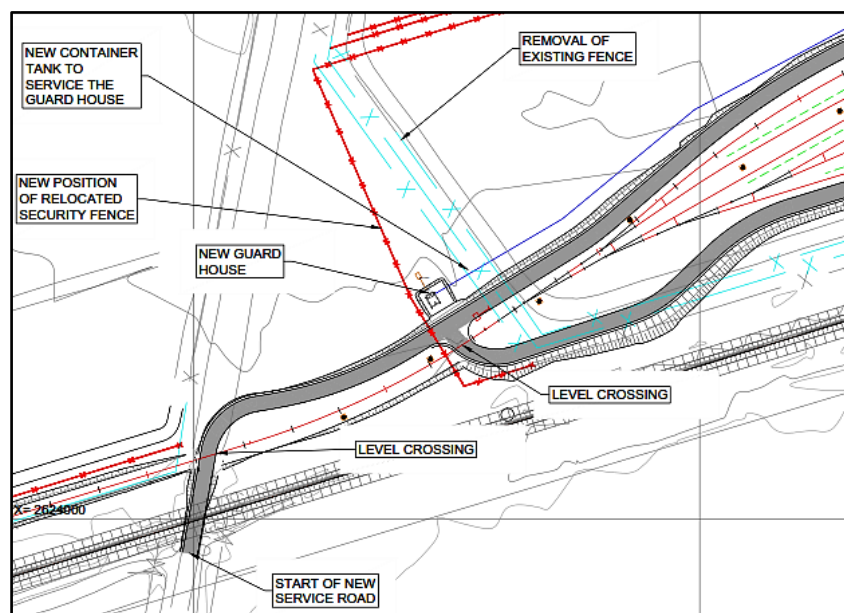 NEW CONTAINER
TANK TO
SERVICE THE
GUARD HOUSE
REMOVAL OF
EXISTING FENCE
NEW POSITION
OF RELOCATED
SECURITY FENCE
NEW GUARD
HOUSE
LEVEL CROSSING
LEVEL CROSSING
X= 2624000
START OF NEW
SERVICE ROAD